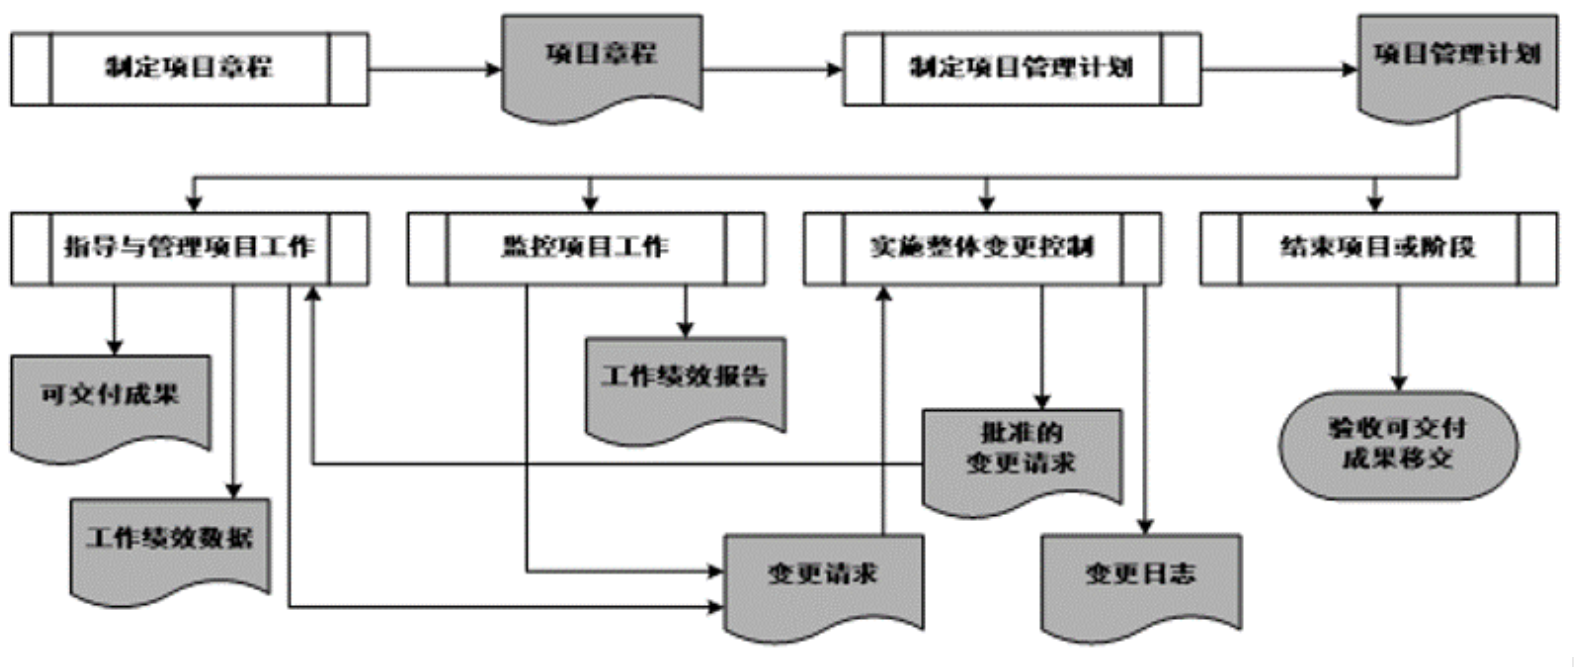 制定项目章程
项目章程
制定项目管理计划
项目管理计划
指导与管理项目工作
监控项目工作
实施整体变更控制
结束项目或阶段
工作绩效报告
可交付成果
批准的
变更请求
验收可交付
成果移交
工作绩效数据
变更请求
变更日志